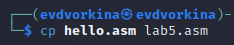 ┌──(evdvorkina㉿evdvorkina)-
└─$ cp hello.asm lab5.asm